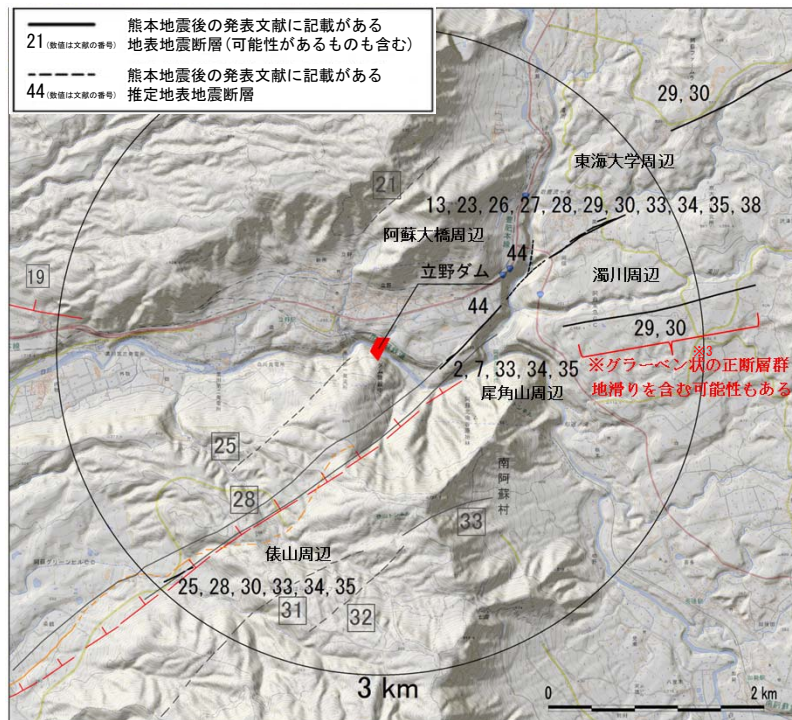 熊本地震後の発表文献に記載がある
21(数値は文献の番号) 地表地震断層(可能性があるものも含む)
熊本地震後の発表文献に記載がある
44(数値は文献の番号) 推定地表地震断層
29, 30
東海大学周辺
21
13, 23, 26, 27, 28, 29, 30, 33, 34, 35, 38
阿蘇大橋周辺
44
19
立野ダム
濁川周辺
44
29, 30
※3
※グラーベン状の正断層群
地滑りを含む可能性もある
2, 7, 33, 34, 35
犀角山周辺
25
南阿蘇村
28
33
俵山周辺
25, 28, 30, 33, 34, 35
31
32
3 km
0
2 km